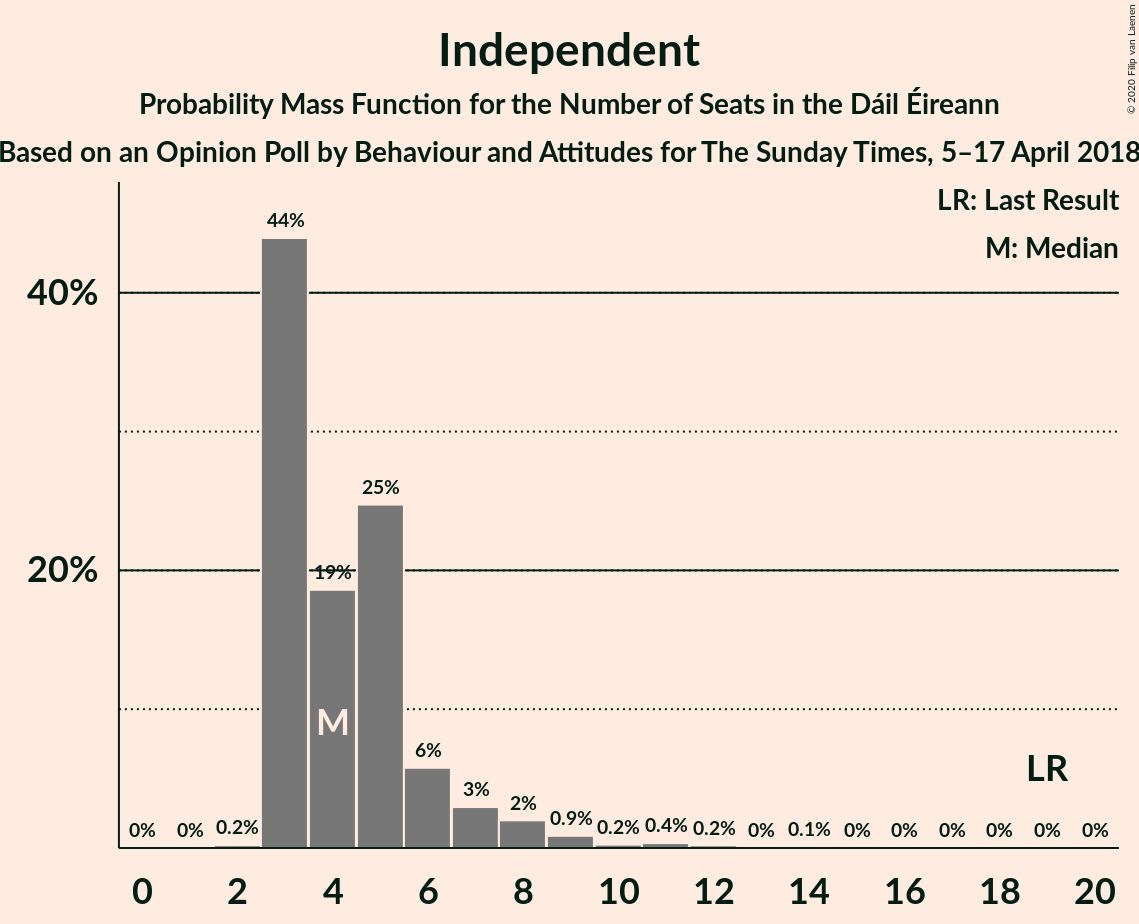 Independent
Probability Mass Function for the Number of Seats in the Dáil Éireann
Based on an Opinion Poll by Behaviour and Attitudes for The Sunday Times, 5–17 April 2018
© 2020 Filip van Laenen
LR: Last Result
M: Median
44%
40%
25%
20%
19%
M
6%
LR
3%
2%
0% 0% 0.2% 0.9% 0.2% 0.4% 0.2% 0% 0.1% 0% 0% 0% 0% 0% 0%
0 2 4 6 8 10 12 14 16 18 20